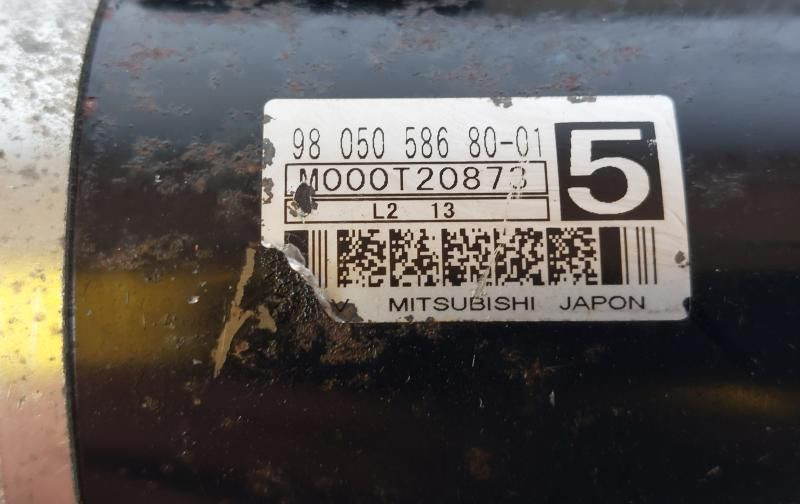 98 050 586 80-01
5
M000T20873
L2 13
MITSUBISHI JAPON